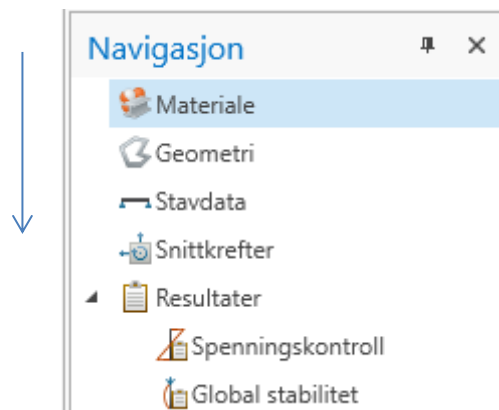 Navigasjon
Materiale
Geometri
Stavdata
Snittkrefter
Resultater
Spenningskontroll
Global stabilitet